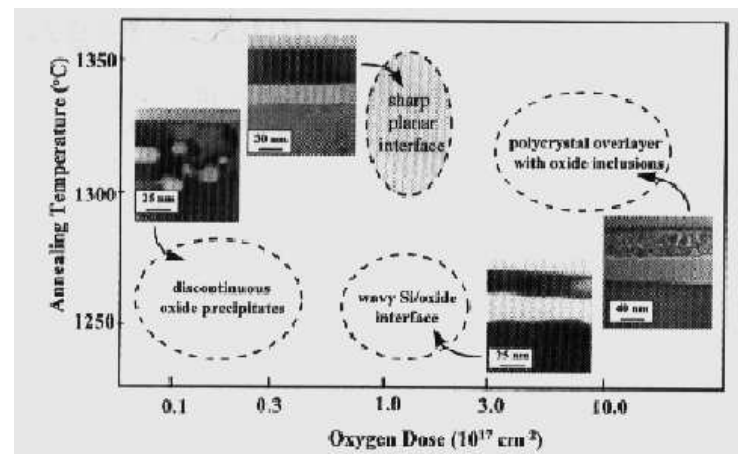 Annealing Temperature (°C)
1350
1300
1250
30 nm
25 nm
sharp
planar
interface
polycrystal overlayer
with oxide inclusions
discontinuous
oxide precipitates
wavy Si/oxide
interface
75 nm
40 nm
0.1
0.3
1.0
3.0
10.0
Oxygen Dose (10¹⁷ cm⁻²)